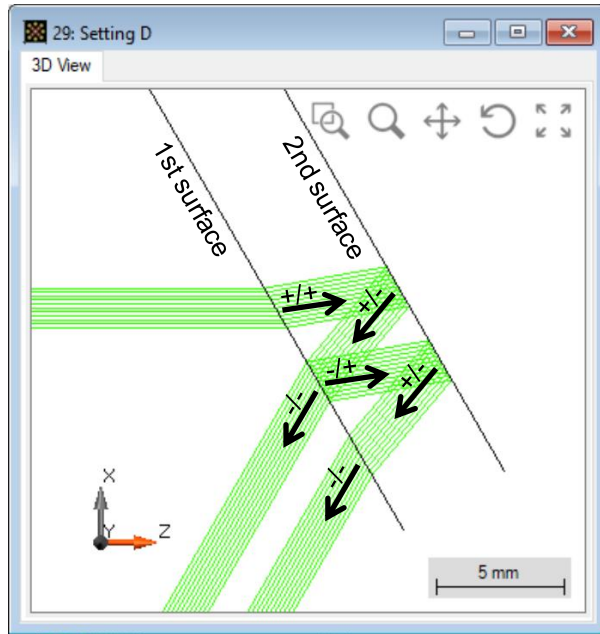 29: Setting D
3D View
1st surface
2nd surface
+/+
+/-
-/+
+/-
-/-
-/-
X
Y
Z
5 mm